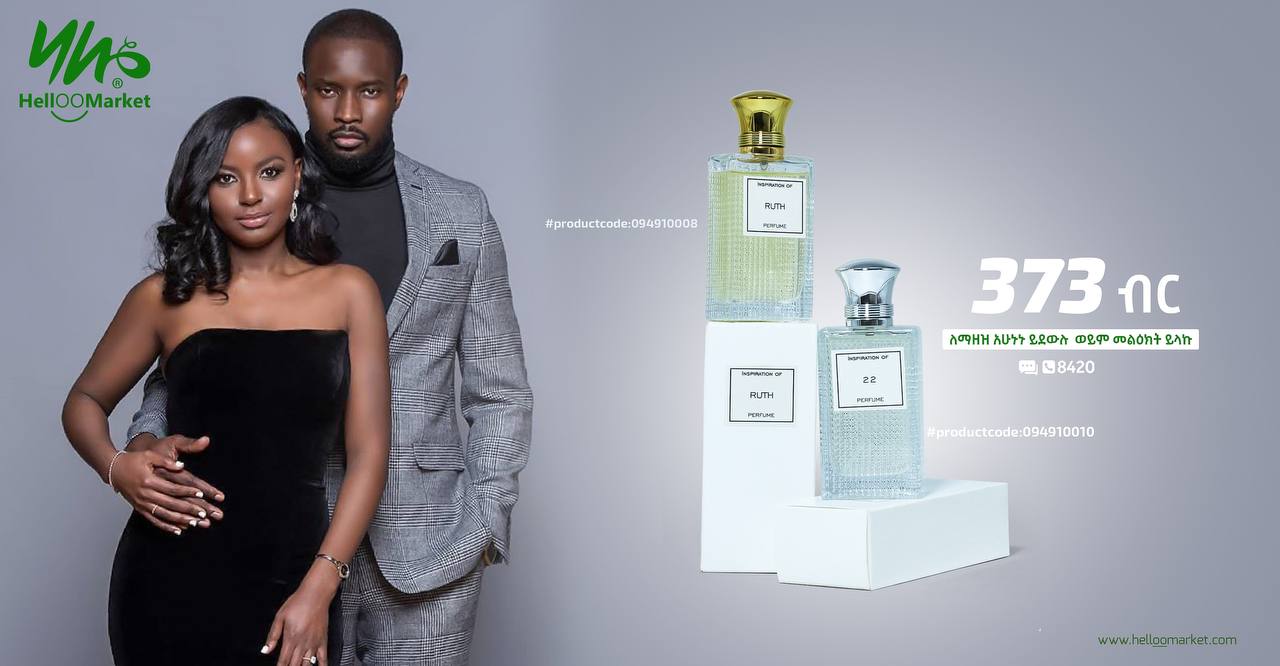 HellOOMarket
®
#productcode:094910008
INSPIRATION OF
RUTH
PERFUME
INSPIRATION OF
RUTH
PERFUME
INSPIRATION OF
22
PERFUME
373 ብር
ለማዘዝ አሁኑኑ ይደውሉ ወይም መልዕክት ይላኩ
8420
#productcode:094910010
www.helloomarket.com